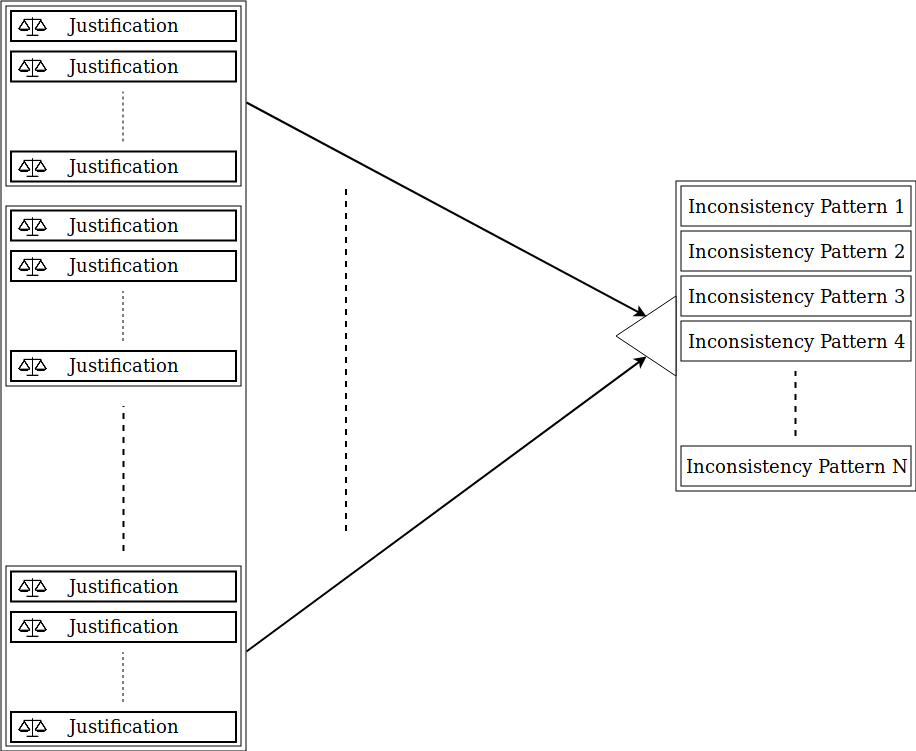 Justification
Justification
Justification
Justification
Justification
Justification
Justification
Justification
Justification
Inconsistency Pattern 1
Inconsistency Pattern 2
Inconsistency Pattern 3
Inconsistency Pattern 4
Inconsistency Pattern N